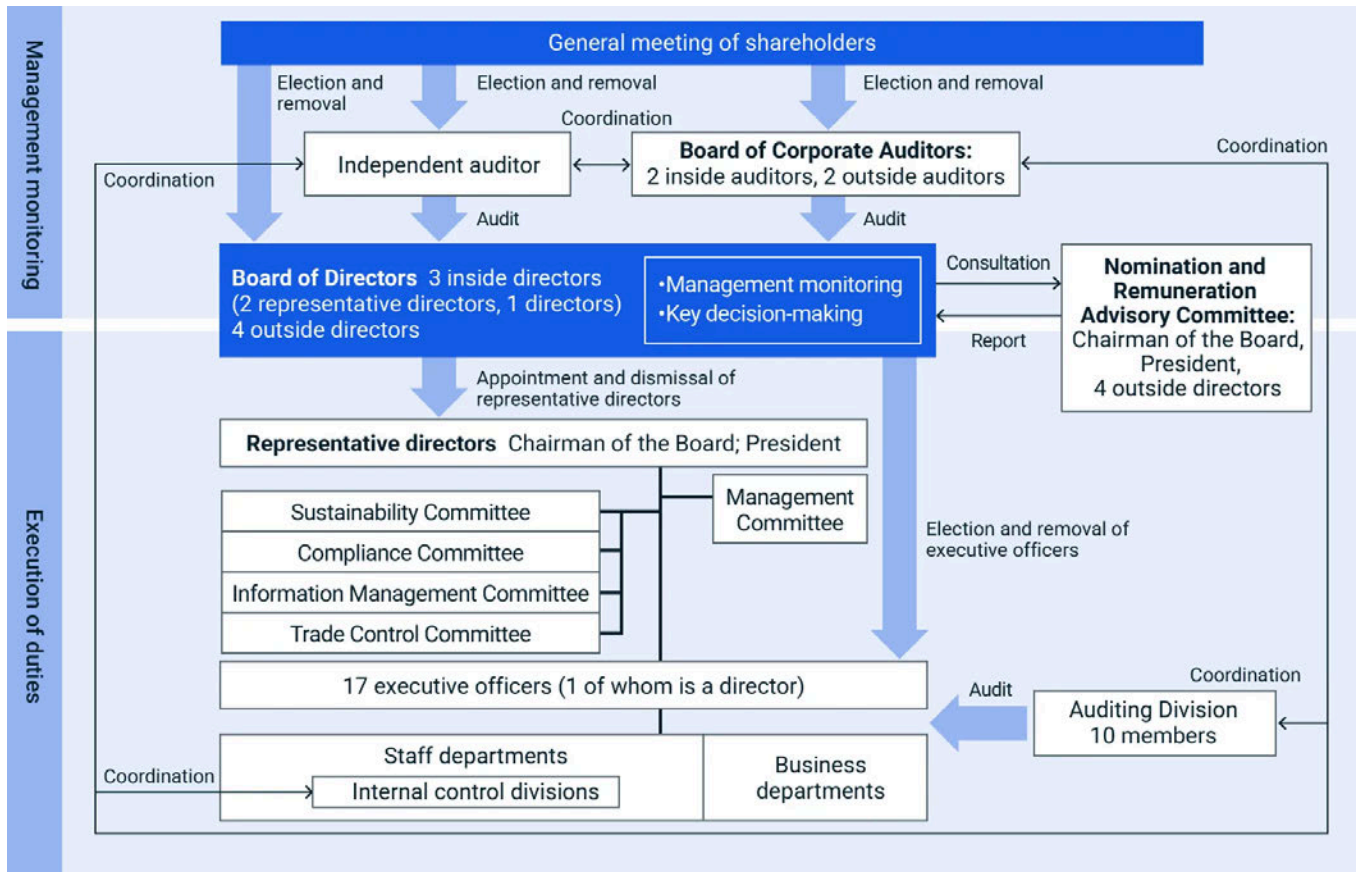 Management monitoring
General meeting of shareholders
Election and
removal
Election and removal
Election and removal
Coordination
Independent auditor
Board of Corporate Auditors:
2 inside auditors, 2 outside auditors
Coordination
Coordination
Audit
Audit
Board of Directors 3 inside directors
(2 representative directors, 1 directors)
4 outside directors
•Management monitoring
•Key decision-making
Consultation
Report
Nomination and
Remuneration
Advisory Committee:
Chairman of the Board,
President,
4 outside directors
Execution of duties
Appointment and dismissal of
representative directors
Representative directors Chairman of the Board; President
Management
Committee
Sustainability Committee
Compliance Committee
Information Management Committee
Trade Control Committee
Election and removal of
executive officers
17 executive officers (1 of whom is a director)
Audit
Coordination
Auditing Division
10 members
Staff departments
Coordination
Internal control divisions
Business
departments